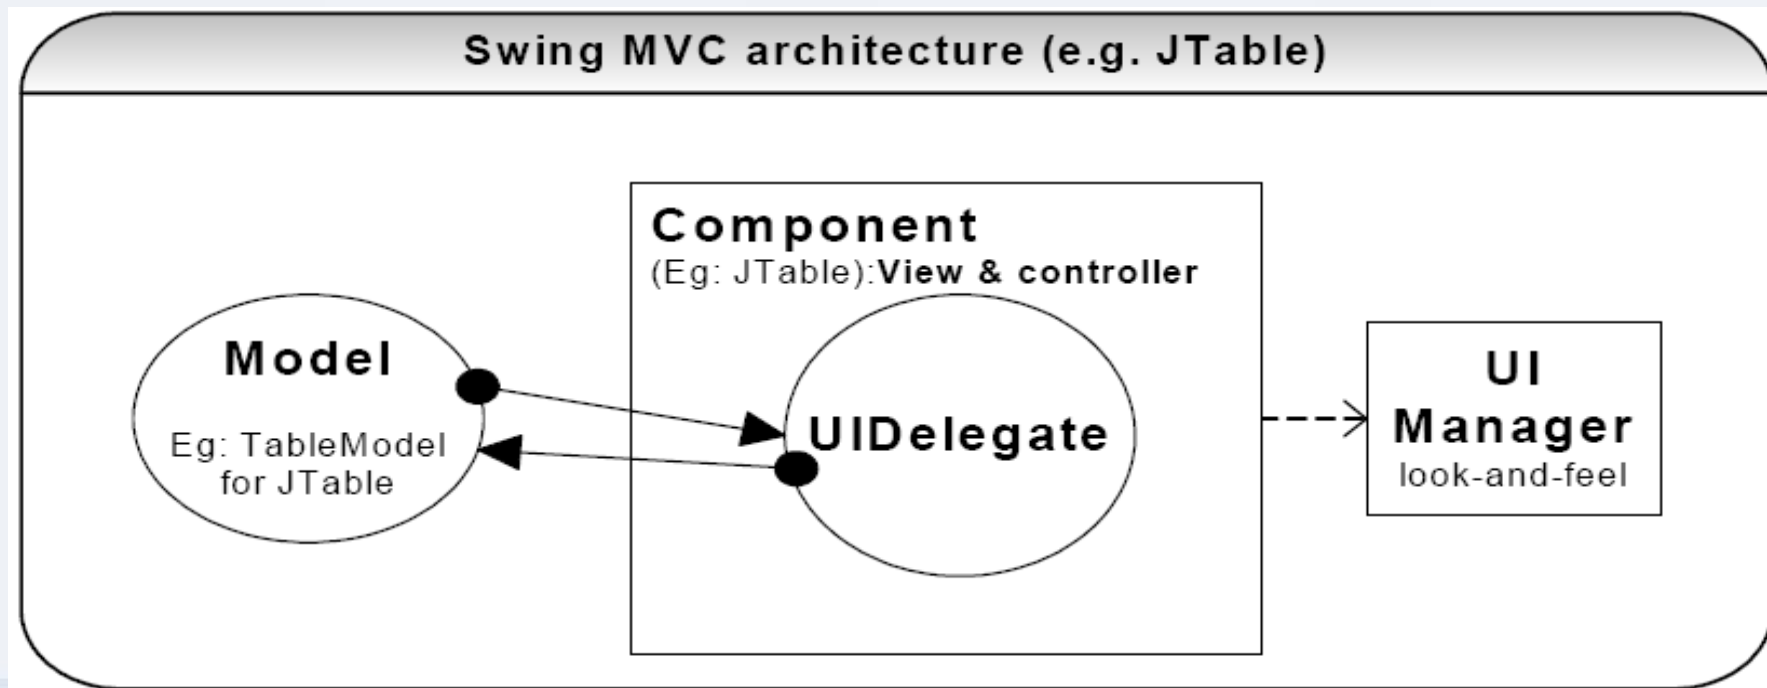 Swing MVC architecture (e.g. JTable)
Component
(Eg: JTable):View & controller
Model
Eg: TableModel
for JTable
UIDelegate
UI
Manager
look-and-feel